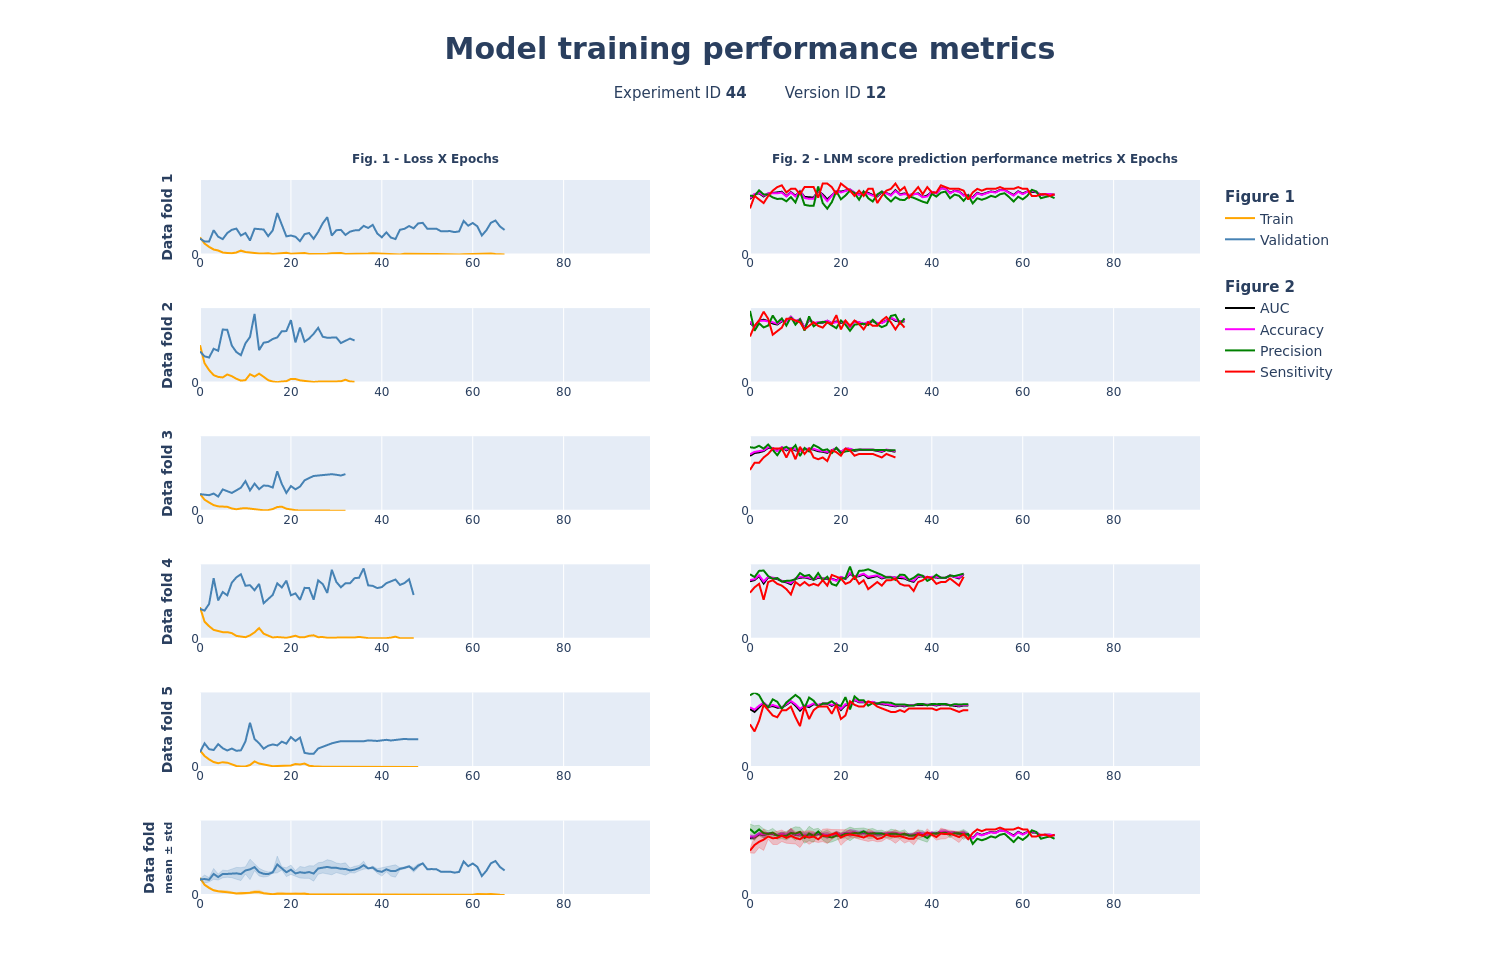 Model training performance metrics
Experiment ID 44 Version ID 12
Fig. 1 - Loss X Epochs
Fig. 2 - LNM score prediction performance metrics X Epochs
Data fold 1
0
0 20 40 60 80
0
0 20 40 60 80
Figure 1
Train
Validation
Figure 2
AUC
Accuracy
Precision
Sensitivity
Data fold 2
0
0 20 40 60 80
0
0 20 40 60 80
Data fold 3
0
0 20 40 60 80
0
0 20 40 60 80
Data fold 4
0
0 20 40 60 80
0
0 20 40 60 80
Data fold 5
0
0 20 40 60 80
0
0 20 40 60 80
Data fold
mean ± std
0
0 20 40 60 80
0
0 20 40 60 80